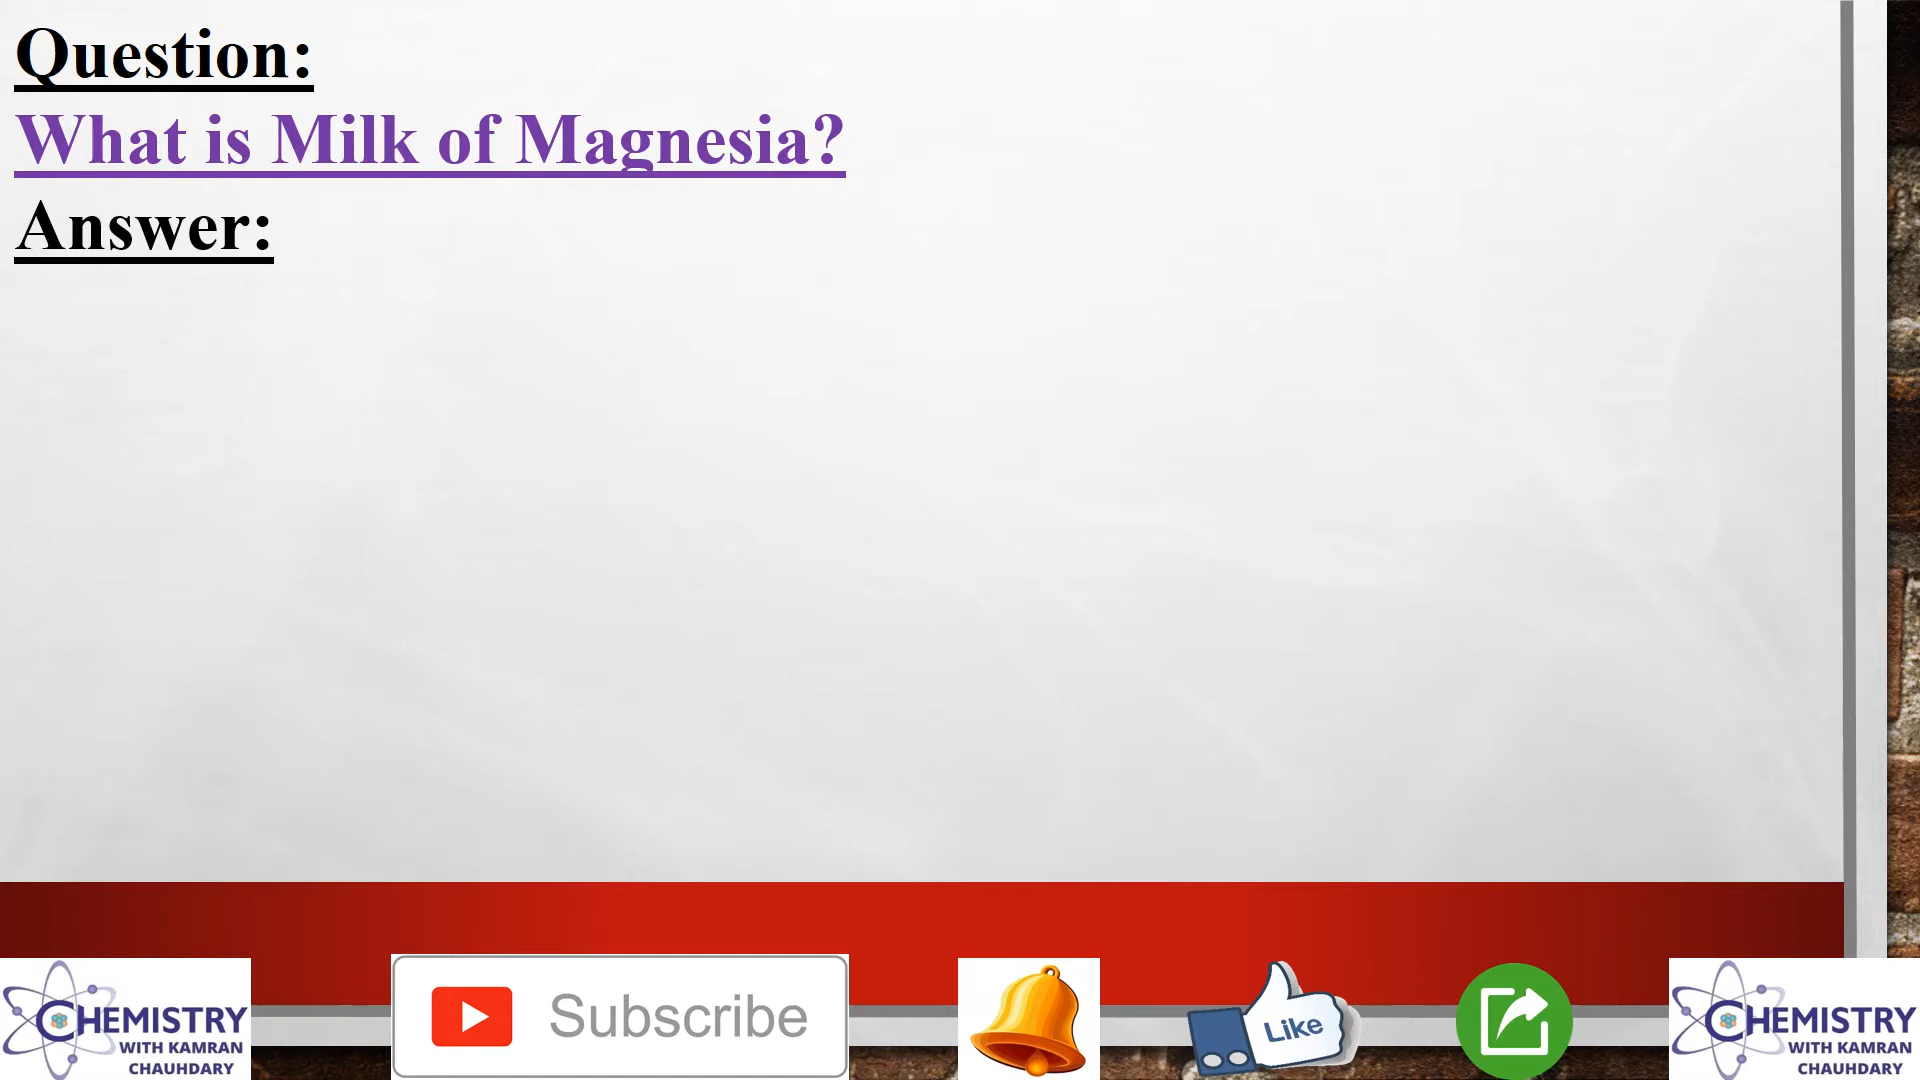 Question:
What is Milk of Magnesia?
Answer:
CHEMISTRY
WITH KAMRAN
CHAUHDARY
Subscribe
Like
CHEMISTRY
WITH KAMRAN
CHAUHDARY